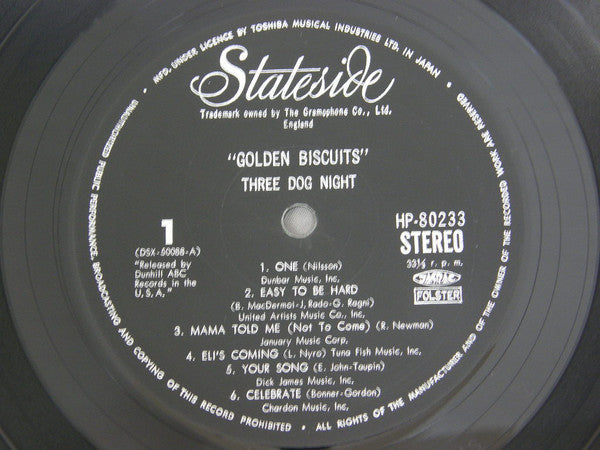 MFD. UNDER LICENCE BY TOSHIBA MUSICAL INDUSTRIES LTD. IN JAPAN •
Stateside
Trademark owned by The Gramophone Co., Ltd.
England
"GOLDEN BISCUITS"
THREE DOG NIGHT
1
(DSX-50088-A)
"Released by
Dunhill ABC
Records in the
U.S.A."
HP-80233
STEREO
33⅓ r. p. m.
FOLSTER
1. ONE (Nilsson)
Dunbar Music, Inc.
2. EASY TO BE HARD
(B. MacDermal-J, Rado-G. Ragni)
United Artists Music Co., Inc.
3. MAMA TOLD ME (Not To Come) (R. Newman)
January Music Corp.
4. ELI'S COMING (L. Nyro) Tuna Fish Music, Inc.
5. YOUR SONG (E. John-Taupin)
Dick James Music, Inc.
6. CELEBRATE (Bonner-Gordon)
Chardon Music, Inc.
UNAUTHORIZED PUBLIC PERFORMANCE, BROADCASTING AND COPYING OF THIS RECORD PROHIBITED • ALL RIGHTS OF THE MANUFACTURER AND OF THE OWNER OF THE RECORDED WORK ARE RESERVED